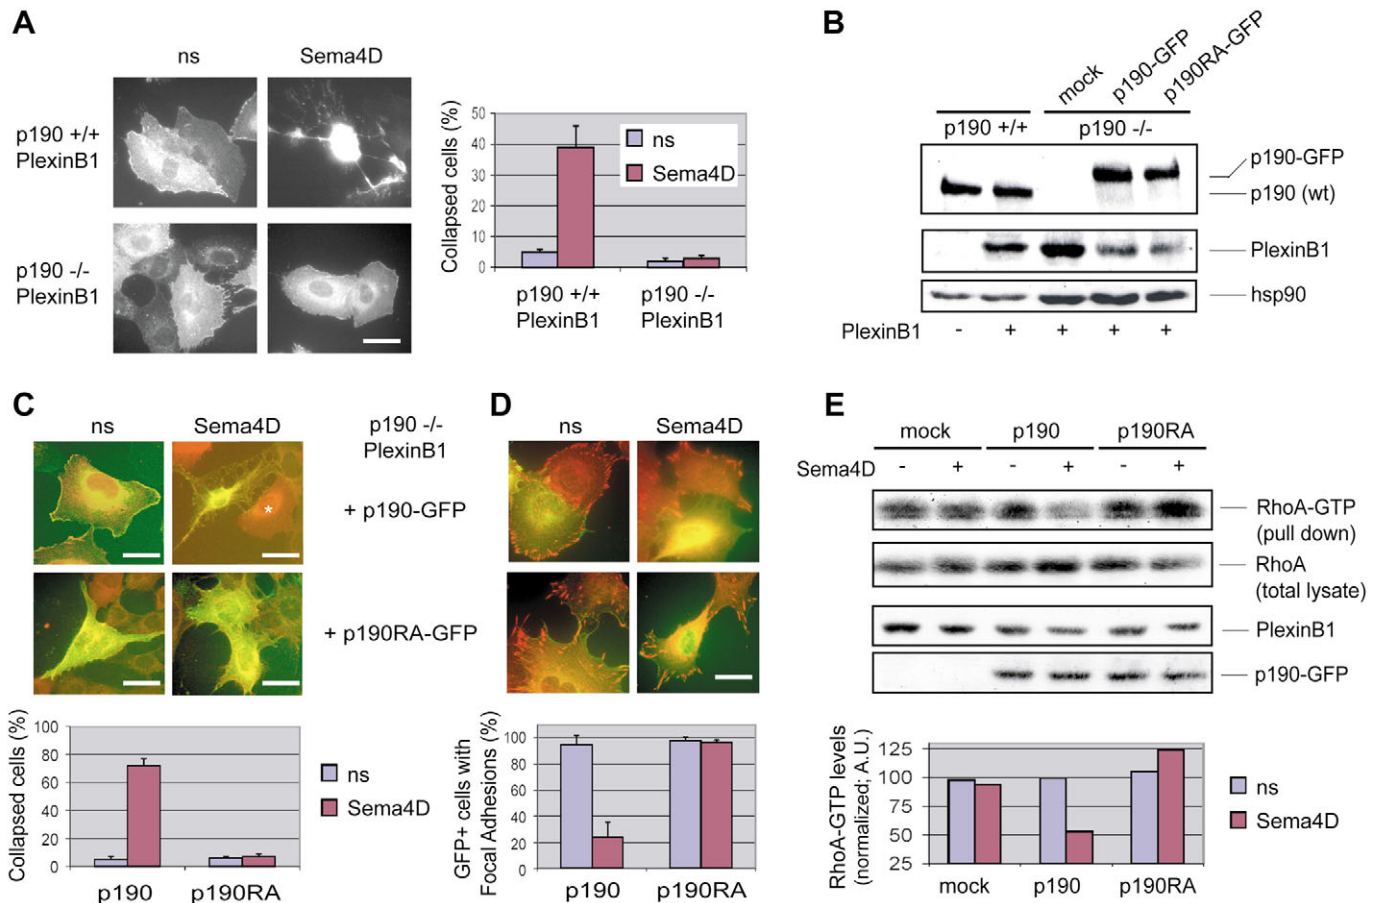 A
ns
Sema4D
p190 +/+
PlexinB1
p190 -/-
PlexinB1
Collapsed cells (%)
50
40
30
20
10
0
ns
Sema4D
p190 +/+
PlexinB1
p190 -/-
PlexinB1
B
mock
p190-GFP
p190RA-GFP
p190 +/+
p190 -/-
p190-GFP
p190 (wt)
PlexinB1
hsp90
PlexinB1
- + + + +
C
ns
Sema4D
*
p190 -/-
PlexinB1
+ p190-GFP
+ p190RA-GFP
Collapsed cells (%)
100
80
60
40
20
0
p190
p190RA
ns
Sema4D
D
ns
Sema4D
GFP+ cells with
Focal Adhesions (%)
100
80
60
40
20
0
p190
p190RA
E
mock
p190
p190RA
Sema4D
- + - + - +
RhoA-GTP
(pull down)
RhoA
(total lysate)
PlexinB1
p190-GFP
RhoA-GTP levels
(normalized; A.U.)
125
100
75
50
25
mock
p190
p190RA
ns
Sema4D